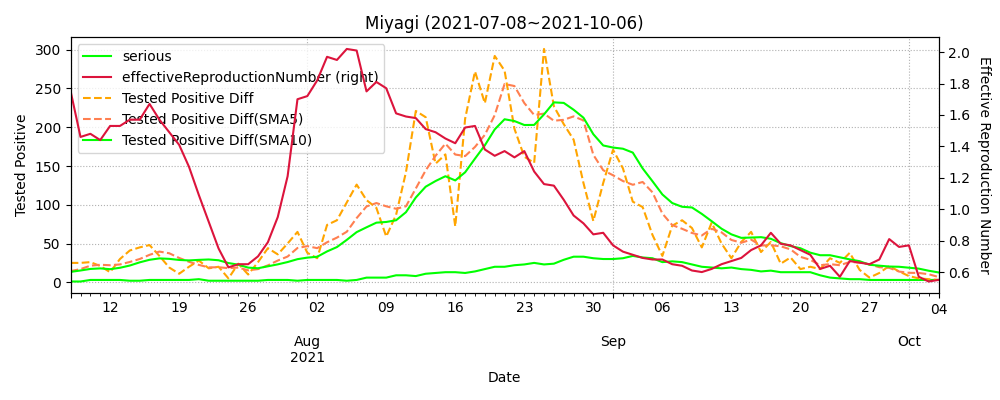 Miyagi (2021-07-08~2021-10-06)
serious
effectiveReproductionNumber (right)
Tested Positive Diff
Tested Positive Diff(SMA5)
Tested Positive Diff(SMA10)
Tested Positive
300
250
200
150
100
50
0
2.0
1.8
1.6
1.4
1.2
1.0
0.8
0.6
Effective Reproduction Number
12 19 26 02 09 16 23 30 06 13 20 27 04
Aug Sep Oct
2021
Date